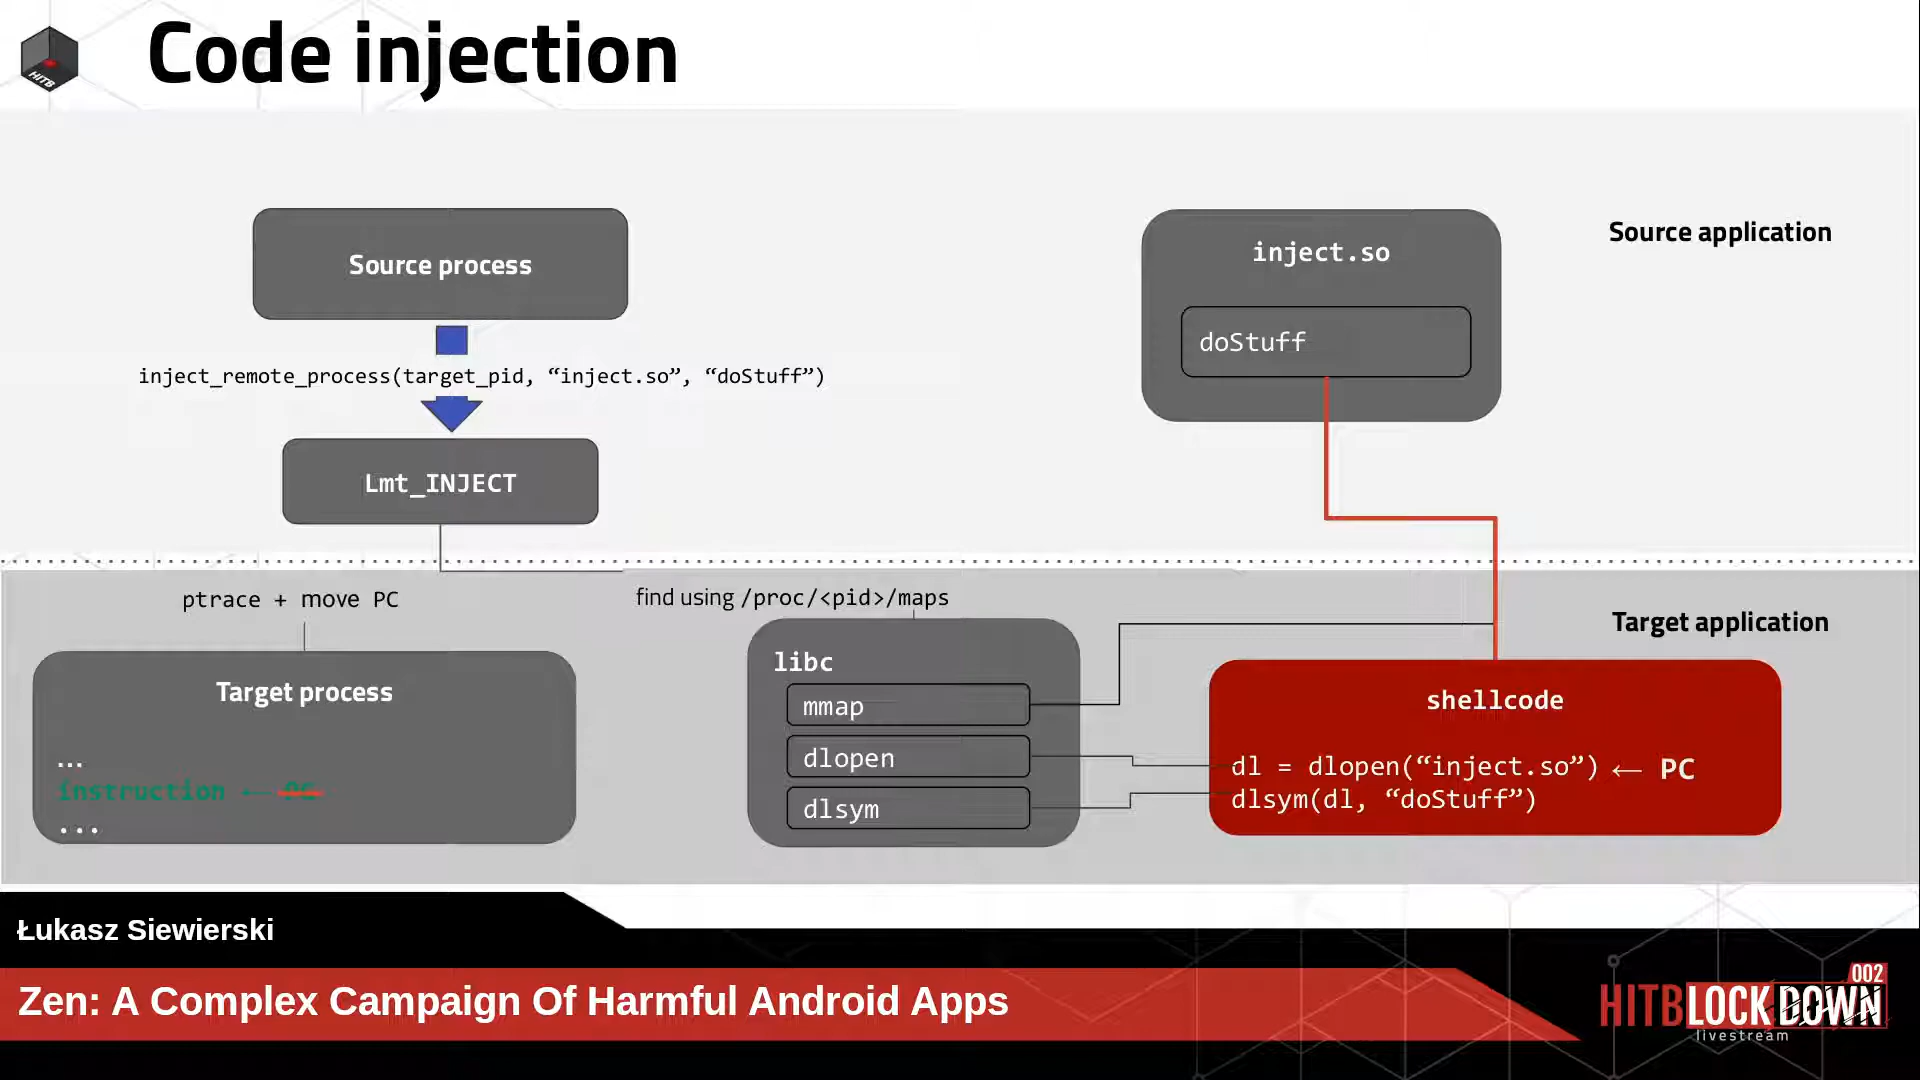 Code injection
HITB
Source process
inject_remote_process(target_pid, “inject.so”, “doStuff”)
Lmt_INJECT
inject.so
doStuff
Source application
ptrace + move PC
find using /proc/<pid>/maps
Target application
Target process
...
instruction ← PC
...
libc
mmap
dlopen
dlsym
shellcode
dl = dlopen(“inject.so”) ← PC
dlsym(dl, “doStuff”)
Łukasz Siewierski
Zen: A Complex Campaign Of Harmful Android Apps
002
HITBLOCKDOWN
livestream